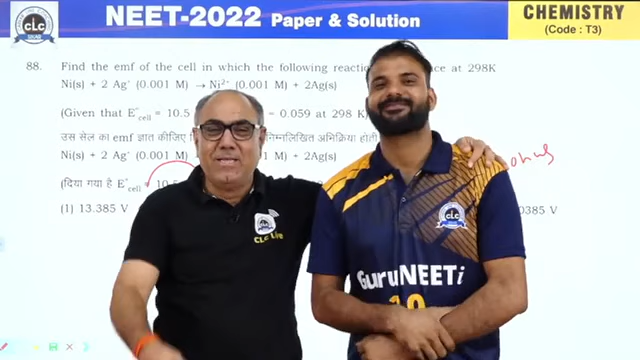 CLC
SIKAR
NEET-2022 Paper & Solution
CHEMISTRY
(Code : T3)
88. Find the emf of the cell in which the following reaction ce at 298K
Ni(s) + 2 Ag⁺ (0.001 M) → Ni²⁺ (0.001 M) + 2Ag(s)
(Given that E°cell = 10.5 = 0.059 at 298 K)
उस सेल का emf ज्ञात कीजिए निम्नलिखित अभिक्रिया होती
Ni(s) + 2 Ag⁺ (0.001 M) M) + 2Ag(s)
(दिया गया है E°cell = 10.5
(1) 13.385 V 0385 V
CLC Live
CLC
GuruNEETi